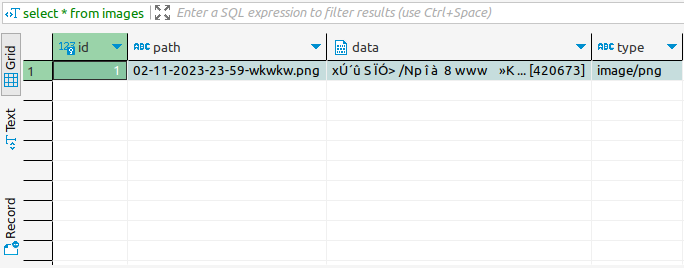 select * from images Enter a SQL expression to filter results (use Ctrl+Space)
Grid
Text
Record
123 id ABC path data ABC type
1 1 02-11-2023-23-59-wkwkw.png xÚ´û SÏÓ> /Np î à 8 www »K ... [420673] image/png